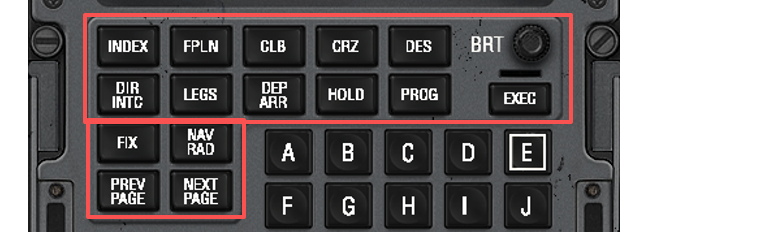 INDEX FPLN CLB CRZ DES BRT
DIR INTC LEGS DEP ARR HOLD PROG EXEC
FIX NAV RAD A B C D E
PREV PAGE NEXT PAGE F G H I J